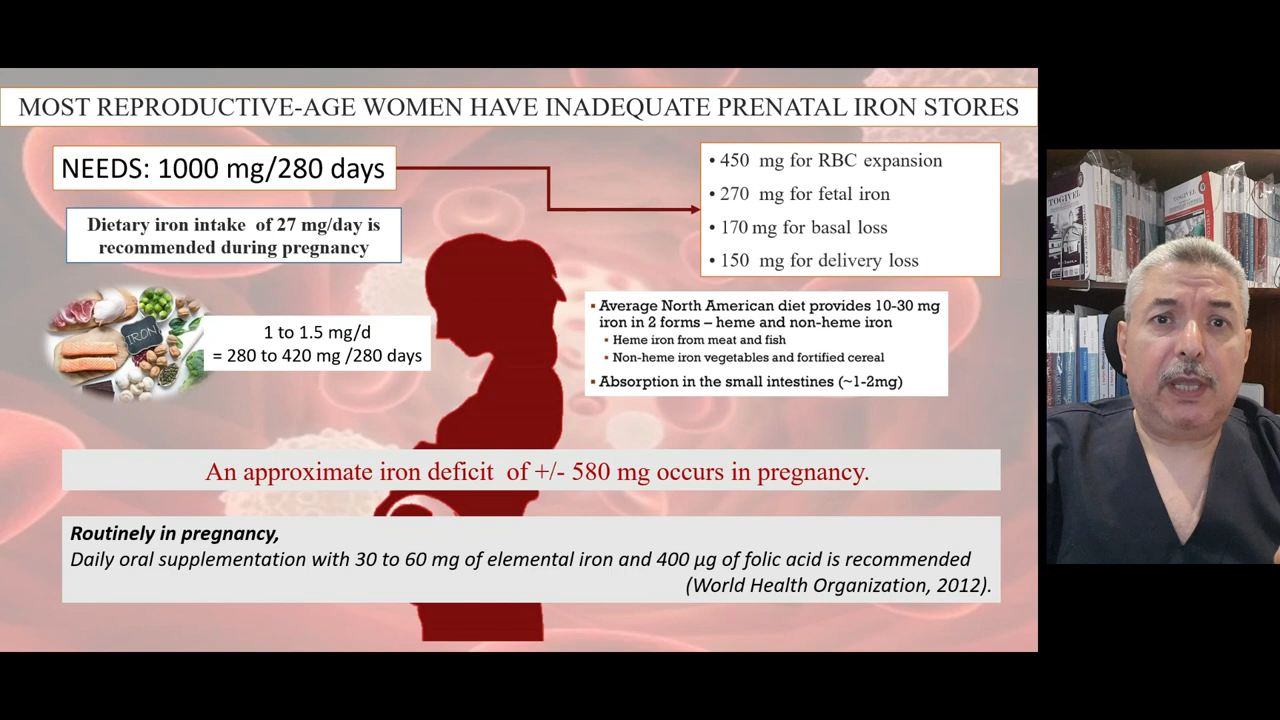 MOST REPRODUCTIVE-AGE WOMEN HAVE INADEQUATE PRENATAL IRON STORES
NEEDS: 1000 mg/280 days
• 450 mg for RBC expansion
• 270 mg for fetal iron
• 170 mg for basal loss
• 150 mg for delivery loss
Dietary iron intake of 27 mg/day is
recommended during pregnancy
IRON
1 to 1.5 mg/d
= 280 to 420 mg /280 days
▪ Average North American diet provides 10-30 mg
iron in 2 forms – heme and non-heme iron
▪ Heme iron from meat and fish
▪ Non-heme iron vegetables and fortified cereal
▪ Absorption in the small intestines (~1-2mg)
An approximate iron deficit of +/- 580 mg occurs in pregnancy.
Routinely in pregnancy,
Daily oral supplementation with 30 to 60 mg of elemental iron and 400 µg of folic acid is recommended
(World Health Organization, 2012).
TOGIVEL
TOGIVEL